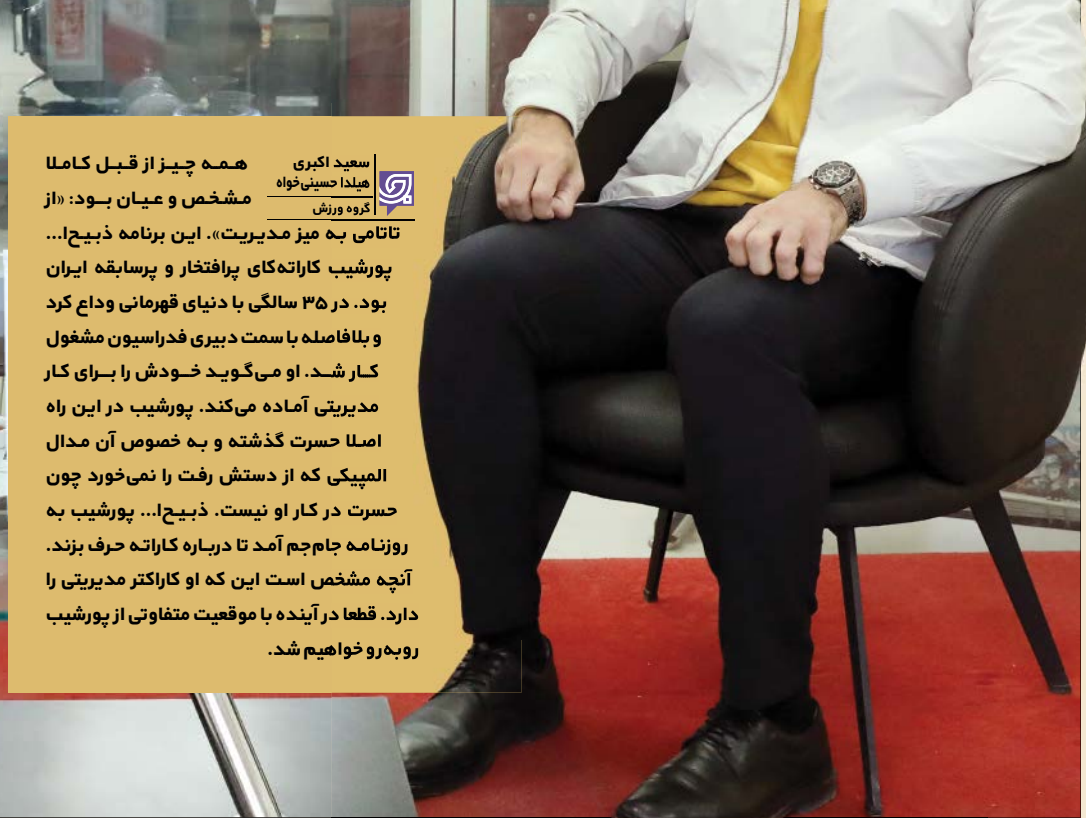 سعید اکبری
هیلدا حسینی‌خواه
گروه ورزش
همه چیز از قبل کاملا
مشخص و عیان بود: «از
تاتامی به میز مدیریت». این برنامه ذبیح‌ا...
پورشیب کاراته‌کای پرافتخار و پرسابقه ایران
بود. در ۳۵ سالگی با دنیای قهرمانی وداع کرد
و بلافاصله با سمت دبیری فدراسیون مشغول
کار شد. او می‌گوید خودش را برای کار
مدیریتی آماده می‌کند. پورشیب در این راه
اصلا حسرت گذشته و به خصوص آن مدال
المپیکی که از دستش رفت را نمی‌خورد چون
حسرت در کار او نیست. ذبیح‌ا... پورشیب به
روزنامه جام‌جم آمد تا درباره کاراته حرف بزند.
آنچه مشخص است این که او کاراکتر مدیریتی را
دارد. قطعا در آینده با موقعیت متفاوتی از پورشیب
روبه‌رو خواهیم شد.